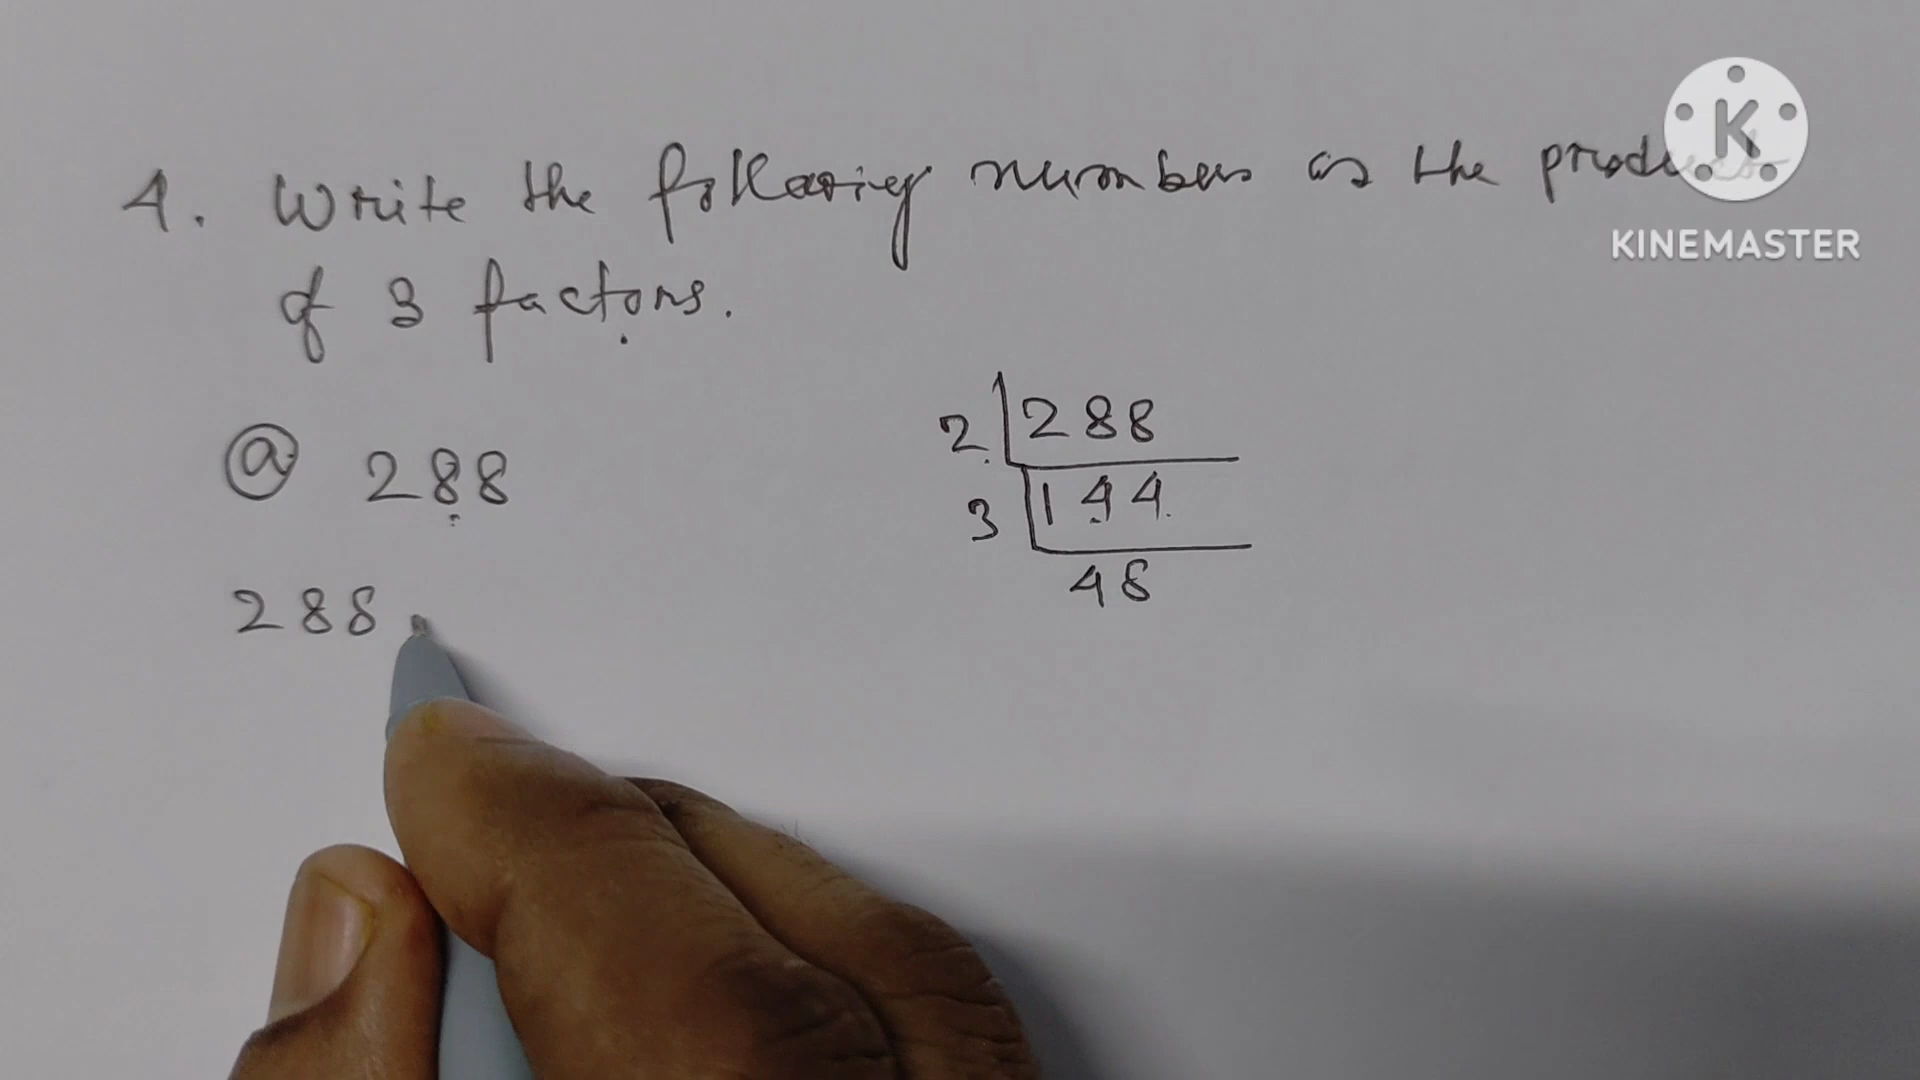 4. Write the following numbers as the product
of 3 factors.
(a) 288
2 | 288
3 | 144
48
288
K
KINEMASTER